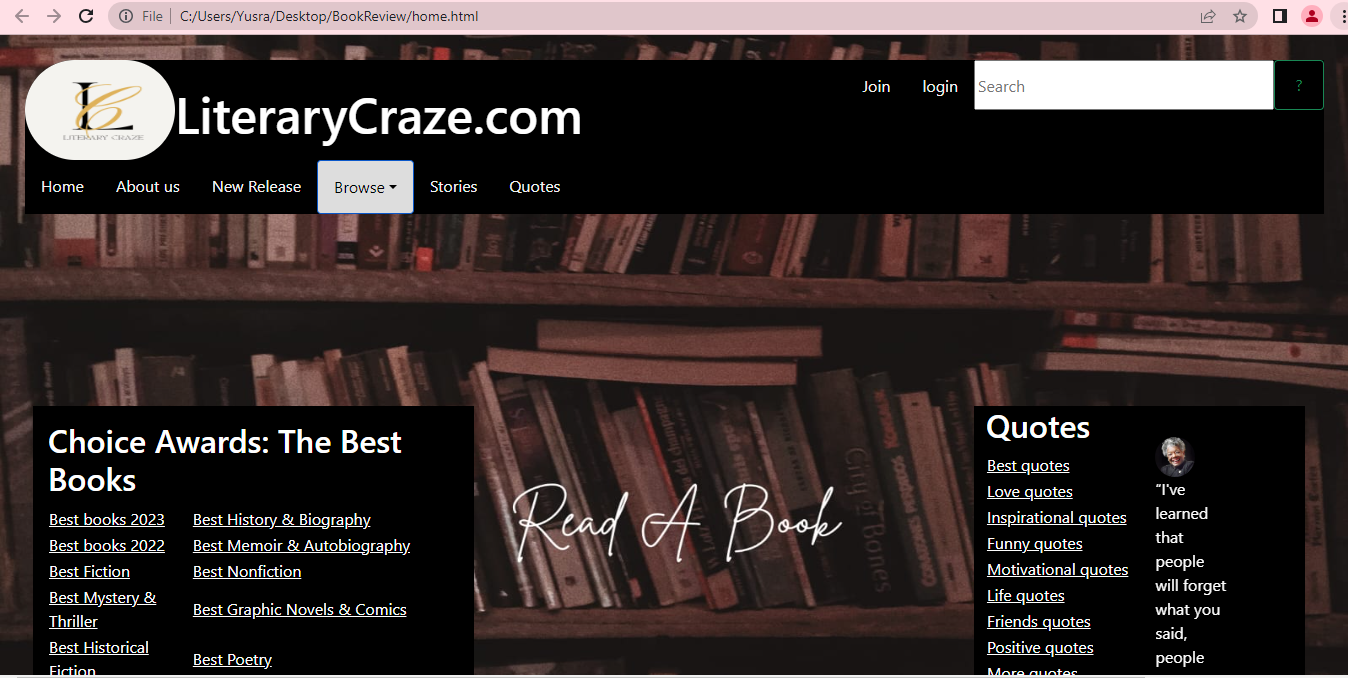 File
C:/Users/Yusra/Desktop/BookReview/home.html
LC
LITERARY CRAZE
LiteraryCraze.com
Join
login
Search
?
Home
About us
New Release
Browse
Stories
Quotes
Choice Awards: The Best
Books
Best books 2023
Best History & Biography
Best books 2022
Best Memoir & Autobiography
Best Fiction
Best Nonfiction
Best Mystery &
Thriller
Best Graphic Novels & Comics
Best Historical
Fiction
Best Poetry
Read A Book
City of Bones
Quotes
Best quotes
Love quotes
Inspirational quotes
Funny quotes
Motivational quotes
Life quotes
Friends quotes
Positive quotes
More quotes
“I've
learned
that
people
will forget
what you
said,
people